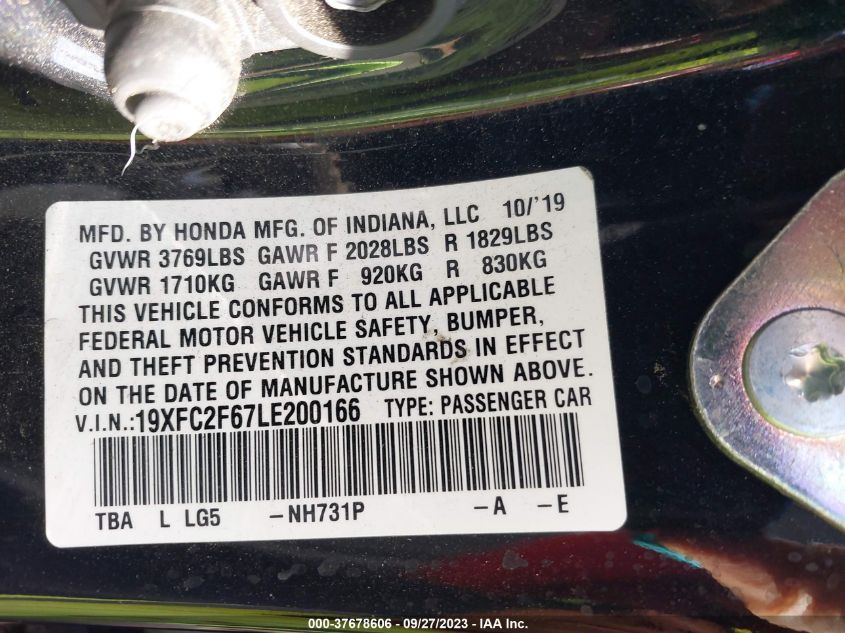 MFD. BY HONDA MFG. OF INDIANA, LLC 10/'19
GVWR 3769LBS GAWR F 2028LBS R 1829LBS
GVWR 1710KG GAWR F 920KG R 830KG
THIS VEHICLE CONFORMS TO ALL APPLICABLE
FEDERAL MOTOR VEHICLE SAFETY, BUMPER,
AND THEFT PREVENTION STANDARDS IN EFFECT
ON THE DATE OF MANUFACTURE SHOWN ABOVE.
V.I.N.:19XFC2F67LE200166 TYPE: PASSENGER CAR
TBA L LG5 -NH731P -A -E
000-37678606 - 09/27/2023 - IAA Inc.